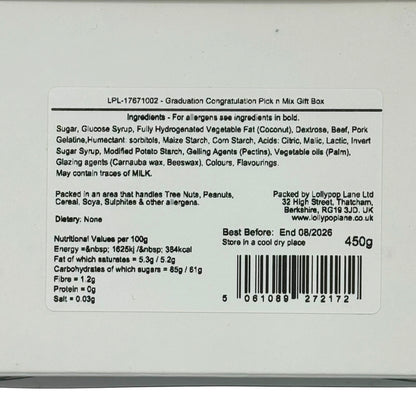 LPL-17671002 - Graduation Congratulation Pick n Mix Gift Box
Ingredients - For allergens see ingredients in bold.
Sugar, Glucose Syrup, Fully Hydrogenated Vegetable Fat (Coconut), Dextrose, Beef, Pork
Gelatine,Humectant: sorbitols, Maize Starch, Corn Starch, Acids: Citric, Malic, Lactic, Invert
Sugar Syrup, Modified Potato Starch, Gelling Agents (Pectins), Vegetable oils (Palm),
Glazing agents (Carnauba wax, Beeswax), Colours, Flavourings.
May contain traces of MILK.
Packed in an area that handles Tree Nuts, Peanuts,
Cereal, Soya, Sulphites & other allergens.
Dietary: None
Packed by Lollypop Lane Ltd
32 High Street, Thatcham,
Berkshire, RG19 3JD. UK
www.lollypoplane.co.uk
Nutritional Values per 100g
Energy =&nbsp; 1625kj /&nbsp; 384kcal
Fat of which saturates = 5.3g / 5.2g
Carbohydrates of which sugars = 85g / 61g
Fibre = 1.2g
Protein = 0g
Salt = 0.03g
Best Before: End 08/2026
Store in a cool dry place
450g
5 061089 272172